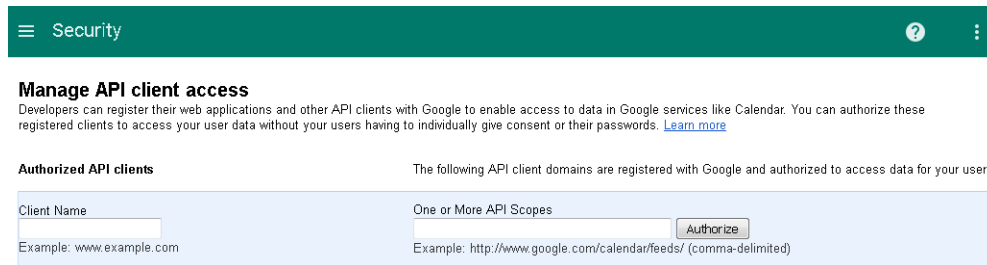 Security
Manage API client access
Developers can register their web applications and other API clients with Google to enable access to data in Google services like Calendar. You can authorize these
registered clients to access your user data without your users having to individually give consent or their passwords. Learn more
Authorized API clients
The following API client domains are registered with Google and authorized to access data for your user
Client Name
One or More API Scopes
Authorize
Example: www.example.com
Example: http://www.google.com/calendar/feeds/ (comma-delimited)